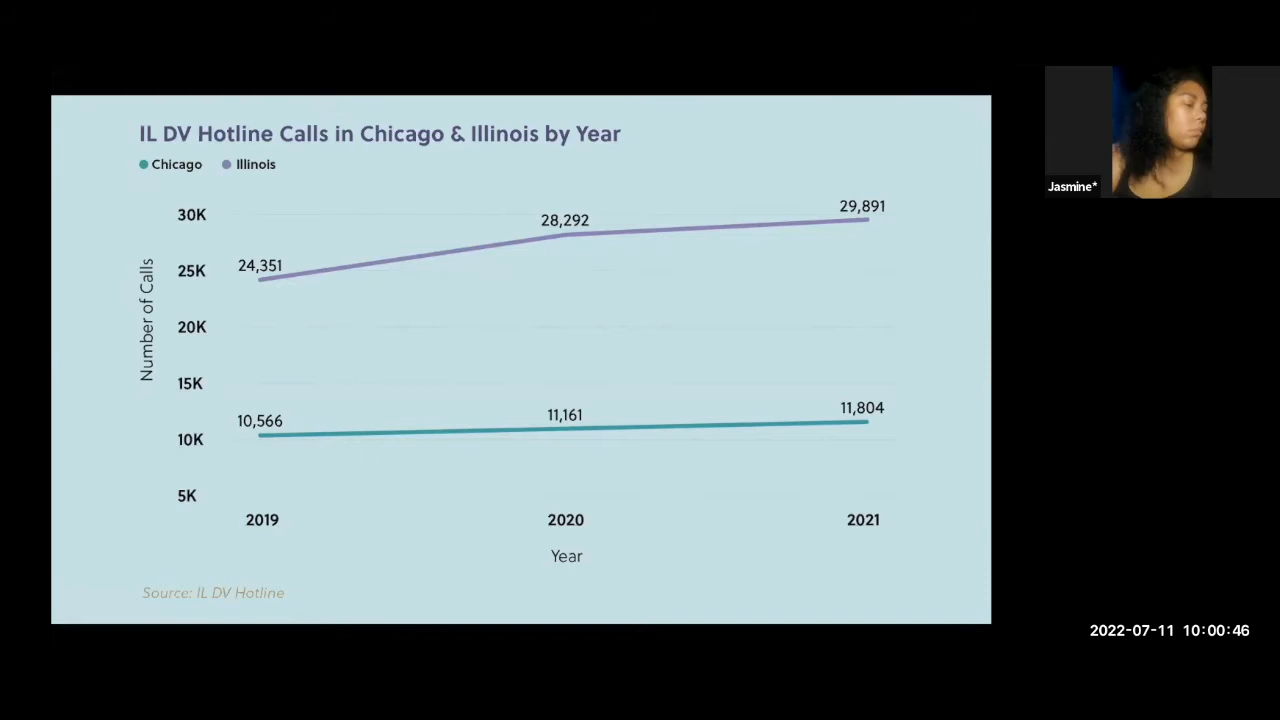 IL DV Hotline Calls in Chicago & Illinois by Year
Chicago Illinois
30K
25K
20K
15K
10K
5K
Number of Calls
24,351
28,292
29,891
10,566
11,161
11,804
2019 2020 2021
Year
Source: IL DV Hotline
Jasmine*
2022-07-11 10:00:46